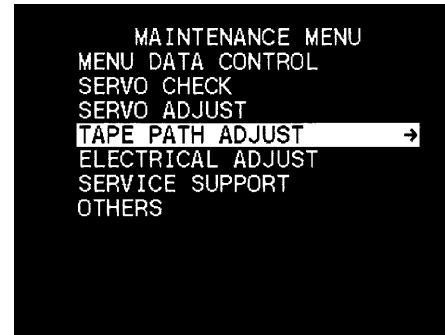 MAINTENANCE MENU
MENU DATA CONTROL
SERVO CHECK
SERVO ADJUST
TAPE PATH ADJUST →
ELECTRICAL ADJUST
SERVICE SUPPORT
OTHERS